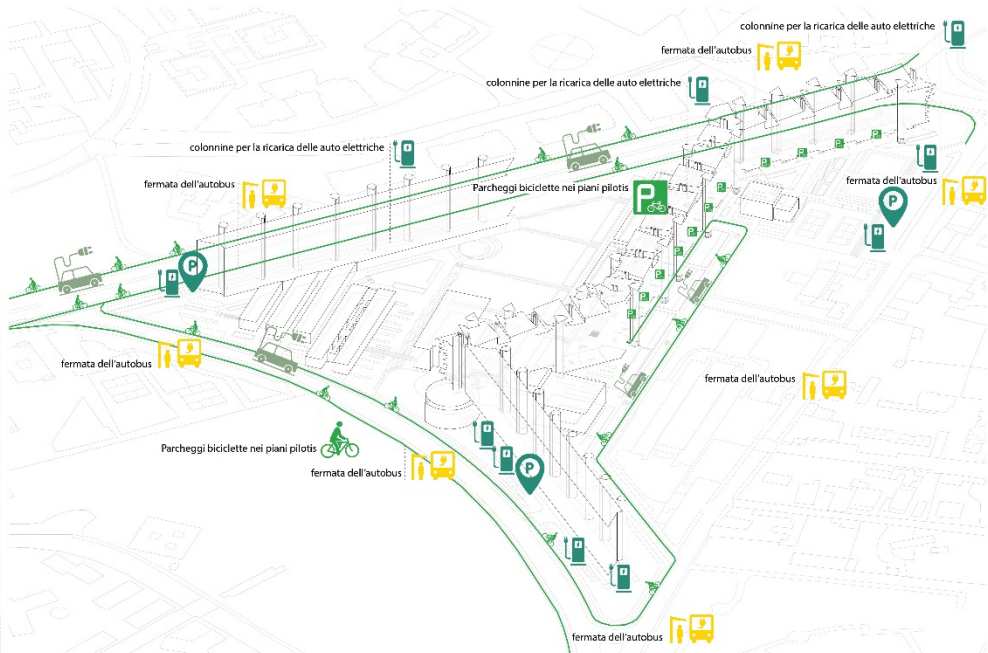 colonnine per la ricarica delle auto elettriche
fermata dell'autobus
colonnine per la ricarica delle auto elettriche
colonnine per la ricarica delle auto elettriche
fermata dell'autobus
Parcheggi biciclette nei piani pilotis
P
fermata dell'autobus
P
P
fermata dell'autobus
fermata dell'autobus
Parcheggi biciclette nei piani pilotis
fermata dell'autobus
P
fermata dell'autobus